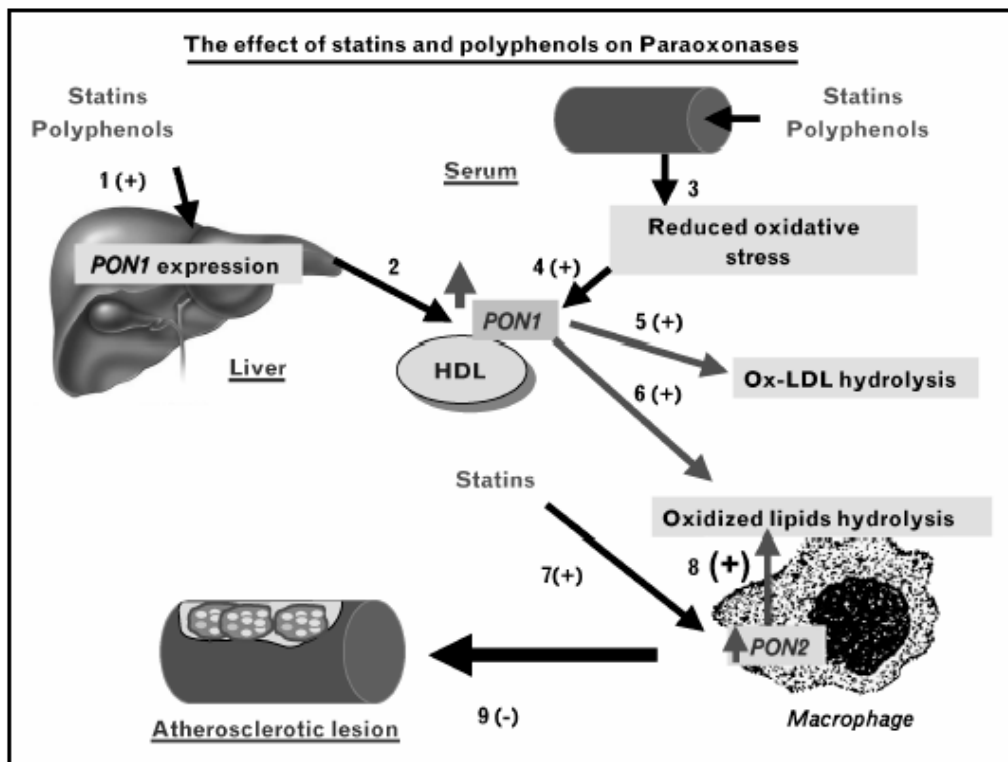 The effect of statins and polyphenols on Paraoxonases
Statins
Polyphenols
Statins
Polyphenols
1 (+)
Serum
3
Reduced oxidative
stress
PON1 expression
2
4 (+)
PON1
5 (+)
Liver
HDL
Ox-LDL hydrolysis
6 (+)
Statins
Oxidized lipids hydrolysis
7(+)
8 (+)
PON2
9 (-)
Macrophage
Atherosclerotic lesion